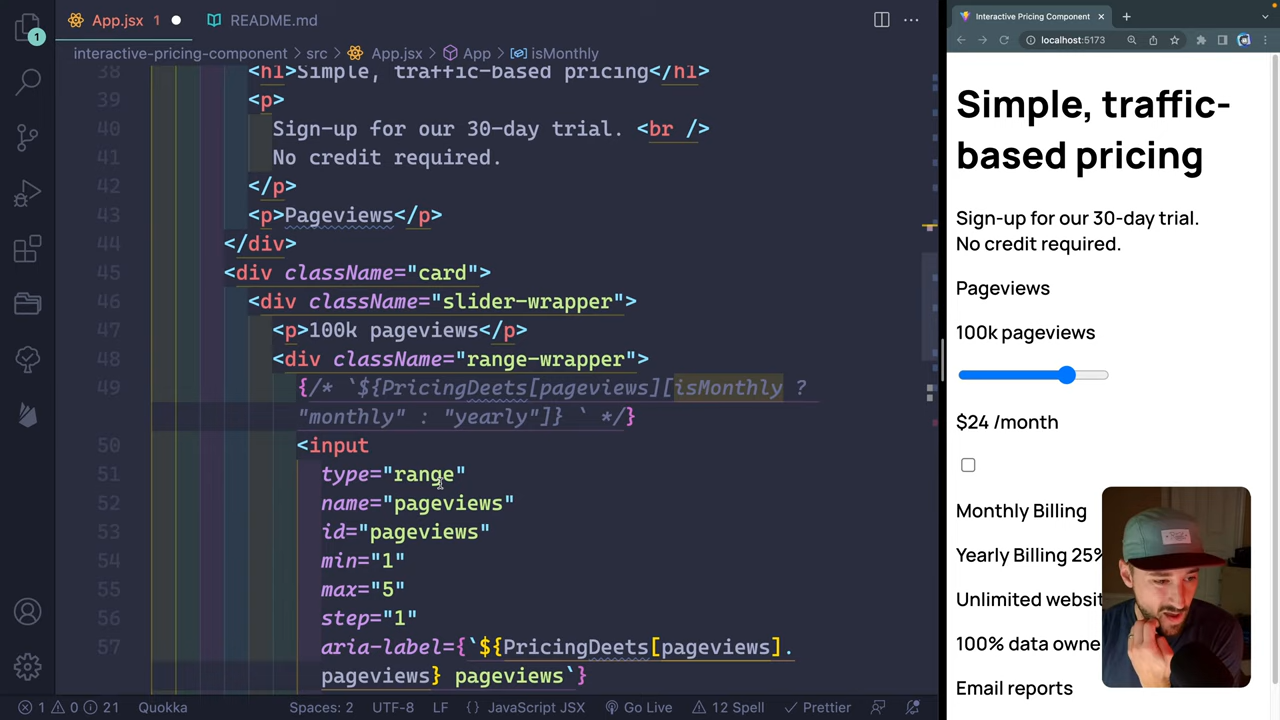 App.jsx 1
README.md
interactive-pricing-component > src > App.jsx > App > isMonthly
38 <h1>Simple, traffic-based pricing</h1>
39 <p>
40 Sign-up for our 30-day trial. <br />
41 No credit required.
42 </p>
43 <p>Pageviews</p>
44 </div>
45 <div className="card">
46 <div className="slider-wrapper">
47 <p>100k pageviews</p>
48 <div className="range-wrapper">
49 {/* `${PricingDeets[pageviews][isMonthly ?
"monthly" : "yearly"]} ` */}
50 <input
51 type="range"
52 name="pageviews"
53 id="pageviews"
54 min="1"
55 max="5"
56 step="1"
57 aria-label={`${PricingDeets[pageviews].
pageviews} pageviews`}
1 0 21 Quokka Spaces: 2 UTF-8 LF JavaScript JSX Go Live 12 Spell Prettier
1
Interactive Pricing Component
localhost:5173
Simple, traffic-
based pricing
Sign-up for our 30-day trial.
No credit required.
Pageviews
100k pageviews
$24 /month
Monthly Billing
Yearly Billing 25%
Unlimited
100% data
Email reports